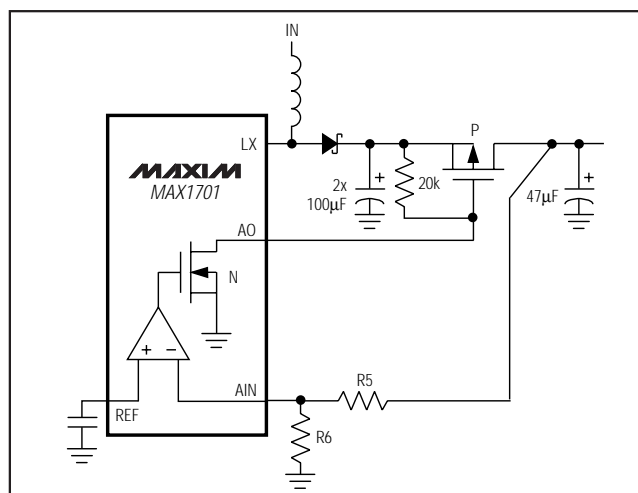 IN
LX
P
MAXIM
MAX1701
+
2x
100µF
20k
+
47µF
AO
N
+ −
AIN
R5
REF
R6